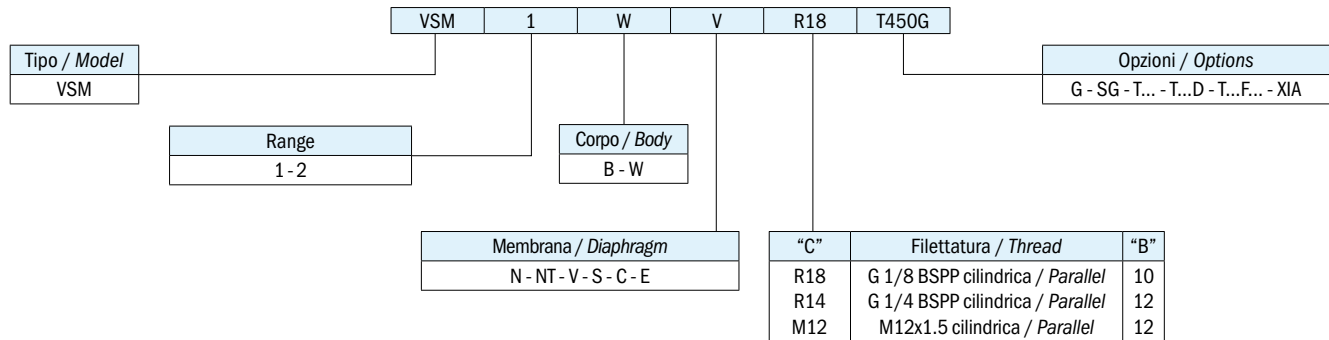 VSM 1 W V R18 T450G
Tipo / Model
VSM
Opzioni / Options
G - SG - T... - T...D - T...F... - XIA
Range
1 - 2
Corpo / Body
B - W
Membrana / Diaphragm
N - NT - V - S - C - E
“C” Filettatura / Thread “B”
R18 G 1/8 BSPP cilindrica / Parallel 10
R14 G 1/4 BSPP cilindrica / Parallel 12
M12 M12x1.5 cilindrica / Parallel 12